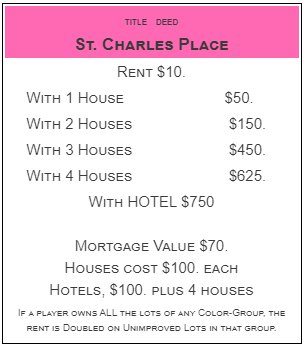 TITLE DEED
ST. CHARLES PLACE
RENT $10.
WITH 1 HOUSE $50.
WITH 2 HOUSES $150.
WITH 3 HOUSES $450.
WITH 4 HOUSES $625.
WITH HOTEL $750
MORTGAGE VALUE $70.
HOUSES COST $100. EACH
HOTELS, $100. PLUS 4 HOUSES
IF A PLAYER OWNS ALL THE LOTS OF ANY COLOR-GROUP, THE
RENT IS DOUBLED ON UNIMPROVED LOTS IN THAT GROUP.